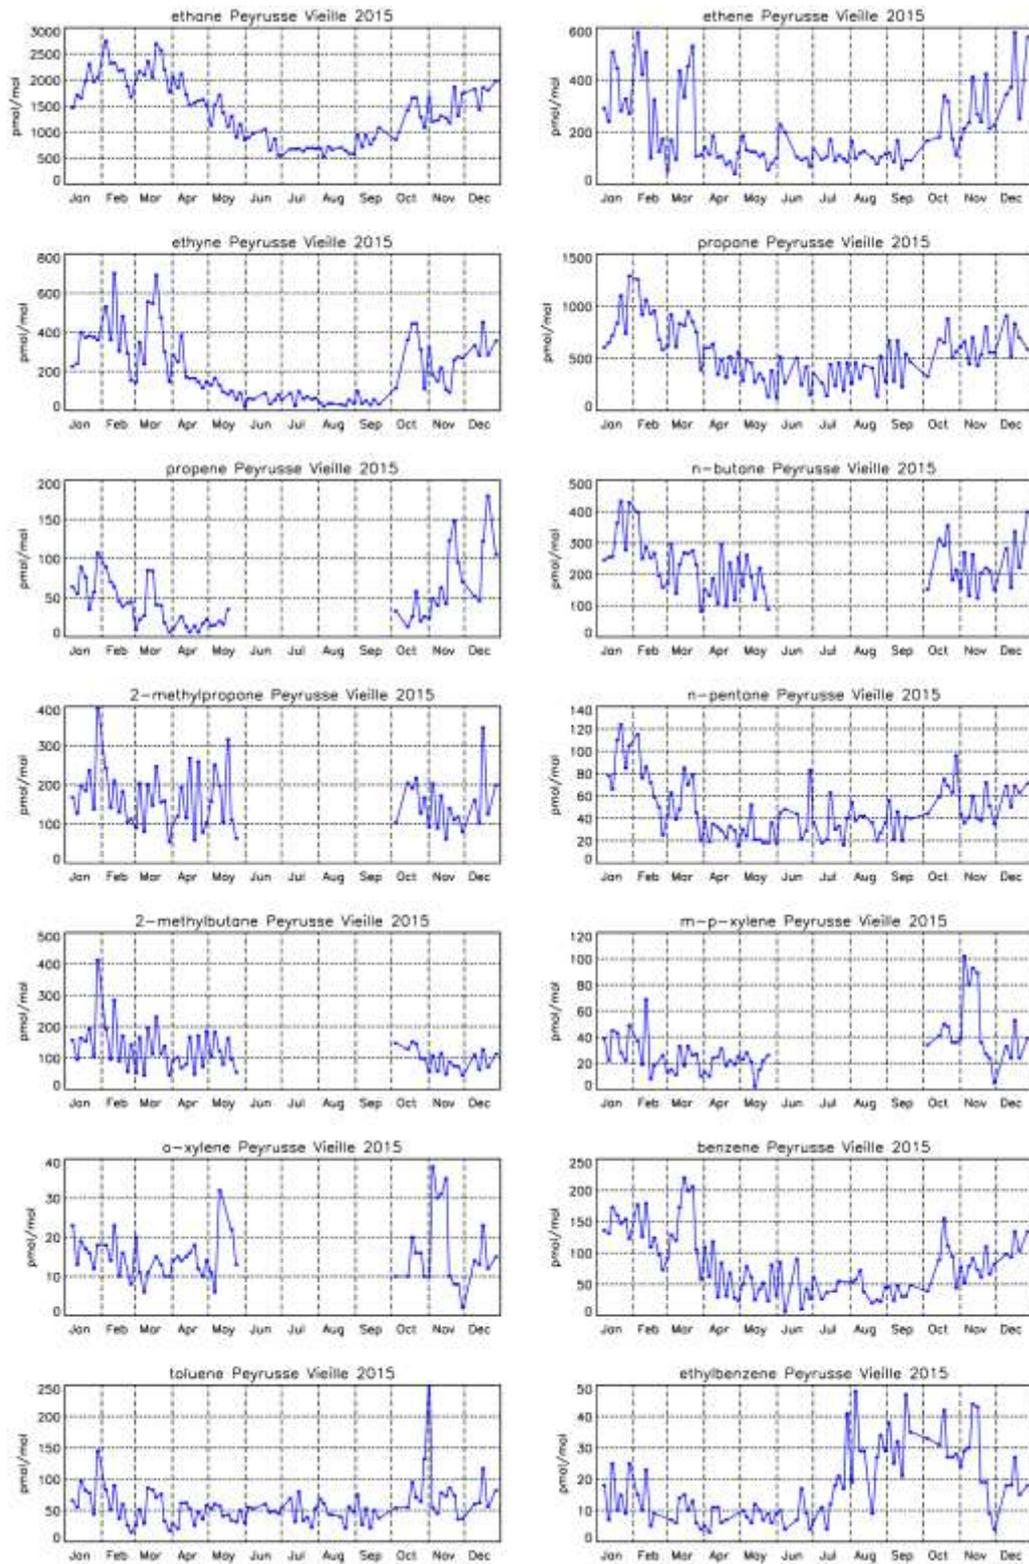 ethane Peyrusse Vieille 2015
pmol/mol
3000
2500
2000
1500
1000
500
0
Jan Feb Mar Apr May Jun Jul Aug Sep Oct Nov Dec
ethene Peyrusse Vieille 2015
pmol/mol
600
400
200
0
Jan Feb Mar Apr May Jun Jul Aug Sep Oct Nov Dec
ethyne Peyrusse Vieille 2015
pmol/mol
800
600
400
200
0
Jan Feb Mar Apr May Jun Jul Aug Sep Oct Nov Dec
propane Peyrusse Vieille 2015
pmol/mol
1500
1000
500
0
Jan Feb Mar Apr May Jun Jul Aug Sep Oct Nov Dec
propene Peyrusse Vieille 2015
pmol/mol
200
150
100
50
0
Jan Feb Mar Apr May Jun Jul Aug Sep Oct Nov Dec
n-butane Peyrusse Vieille 2015
pmol/mol
500
400
300
200
100
0
Jan Feb Mar Apr May Jun Jul Aug Sep Oct Nov Dec
2-methylpropane Peyrusse Vieille 2015
pmol/mol
400
300
200
100
0
Jan Feb Mar Apr May Jun Jul Aug Sep Oct Nov Dec
n-pentane Peyrusse Vieille 2015
pmol/mol
140
120
100
80
60
40
20
0
Jan Feb Mar Apr May Jun Jul Aug Sep Oct Nov Dec
2-methylbutane Peyrusse Vieille 2015
pmol/mol
500
400
300
200
100
0
Jan Feb Mar Apr May Jun Jul Aug Sep Oct Nov Dec
m-p-xylene Peyrusse Vieille 2015
pmol/mol
120
100
80
60
40
20
0
Jan Feb Mar Apr May Jun Jul Aug Sep Oct Nov Dec
o-xylene Peyrusse Vieille 2015
pmol/mol
40
30
20
10
0
Jan Feb Mar Apr May Jun Jul Aug Sep Oct Nov Dec
benzene Peyrusse Vieille 2015
pmol/mol
250
200
150
100
50
0
Jan Feb Mar Apr May Jun Jul Aug Sep Oct Nov Dec
toluene Peyrusse Vieille 2015
pmol/mol
250
200
150
100
50
0
Jan Feb Mar Apr May Jun Jul Aug Sep Oct Nov Dec
ethylbenzene Peyrusse Vieille 2015
pmol/mol
50
40
30
20
10
0
Jan Feb Mar Apr May Jun Jul Aug Sep Oct Nov Dec